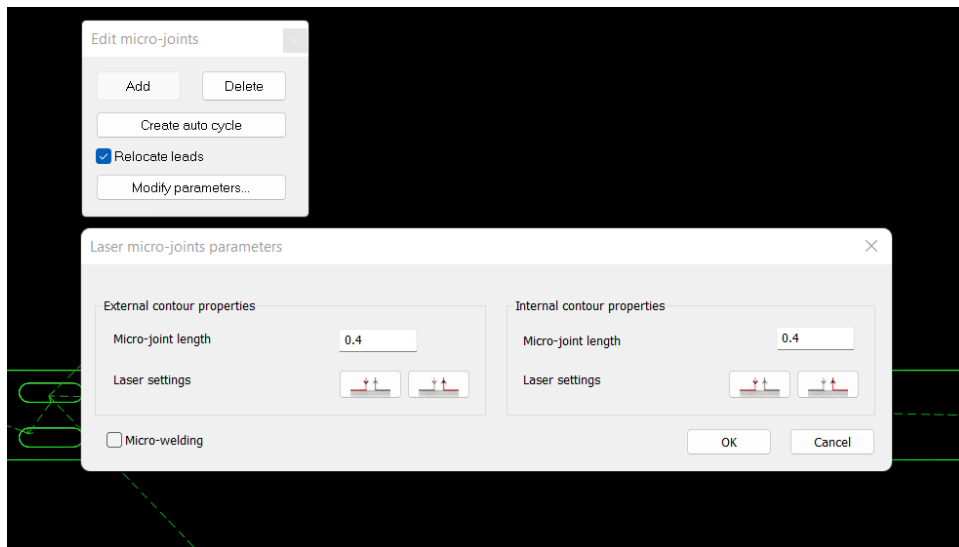 Edit micro-joints
Add
Delete
Create auto cycle
Relocate leads
Modify parameters...
Laser micro-joints parameters
External contour properties
Micro-joint length
0.4
Laser settings
Internal contour properties
Micro-joint length
0.4
Laser settings
Micro-welding
OK
Cancel